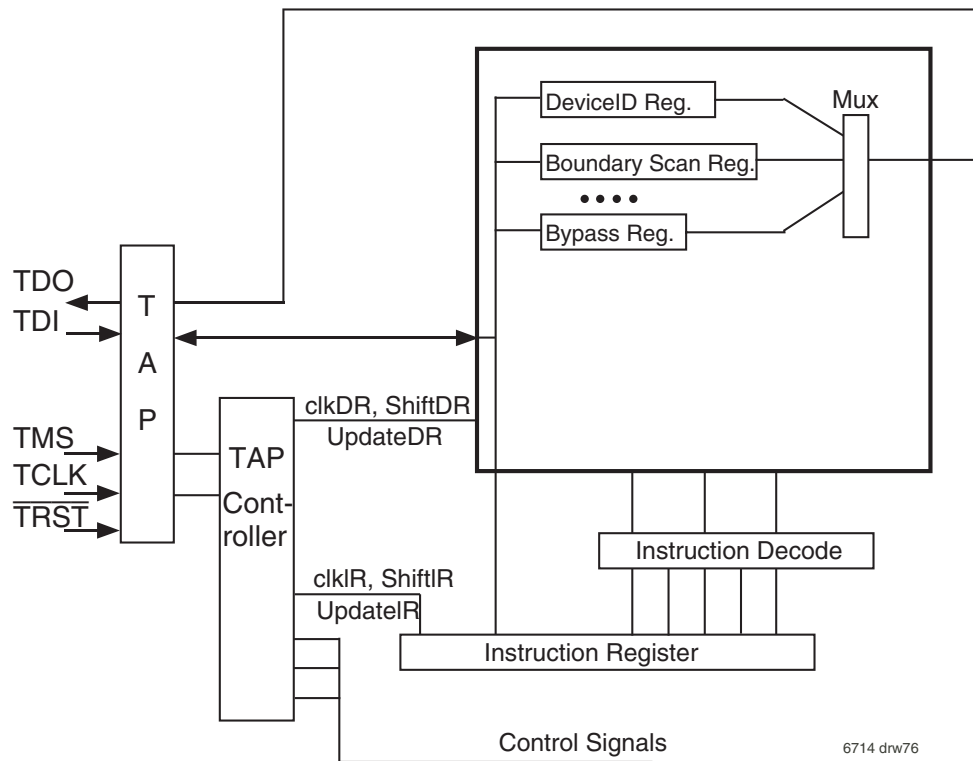 DeviceID Reg.
Mux
Boundary Scan Reg.
Bypass Reg.
TDO
TDI
T
A
P
TMS
TCLK
TRST
clkDR, ShiftDR
UpdateDR
TAP
Cont-
roller
Instruction Decode
clkIR, ShiftIR
UpdateIR
Instruction Register
Control Signals
6714 drw76